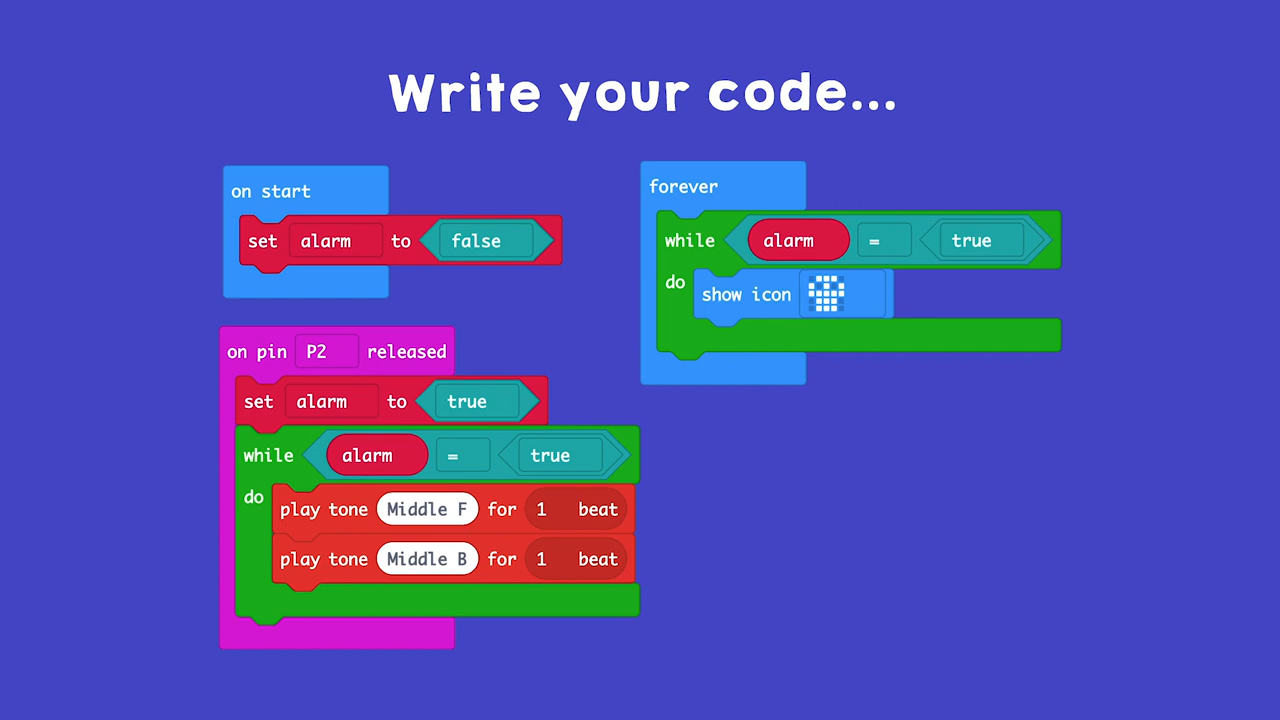 Write your code...
on start
set alarm to false
on pin P2 released
set alarm to true
while alarm = true
do
play tone Middle F for 1 beat
play tone Middle B for 1 beat
forever
while alarm = true
do show icon